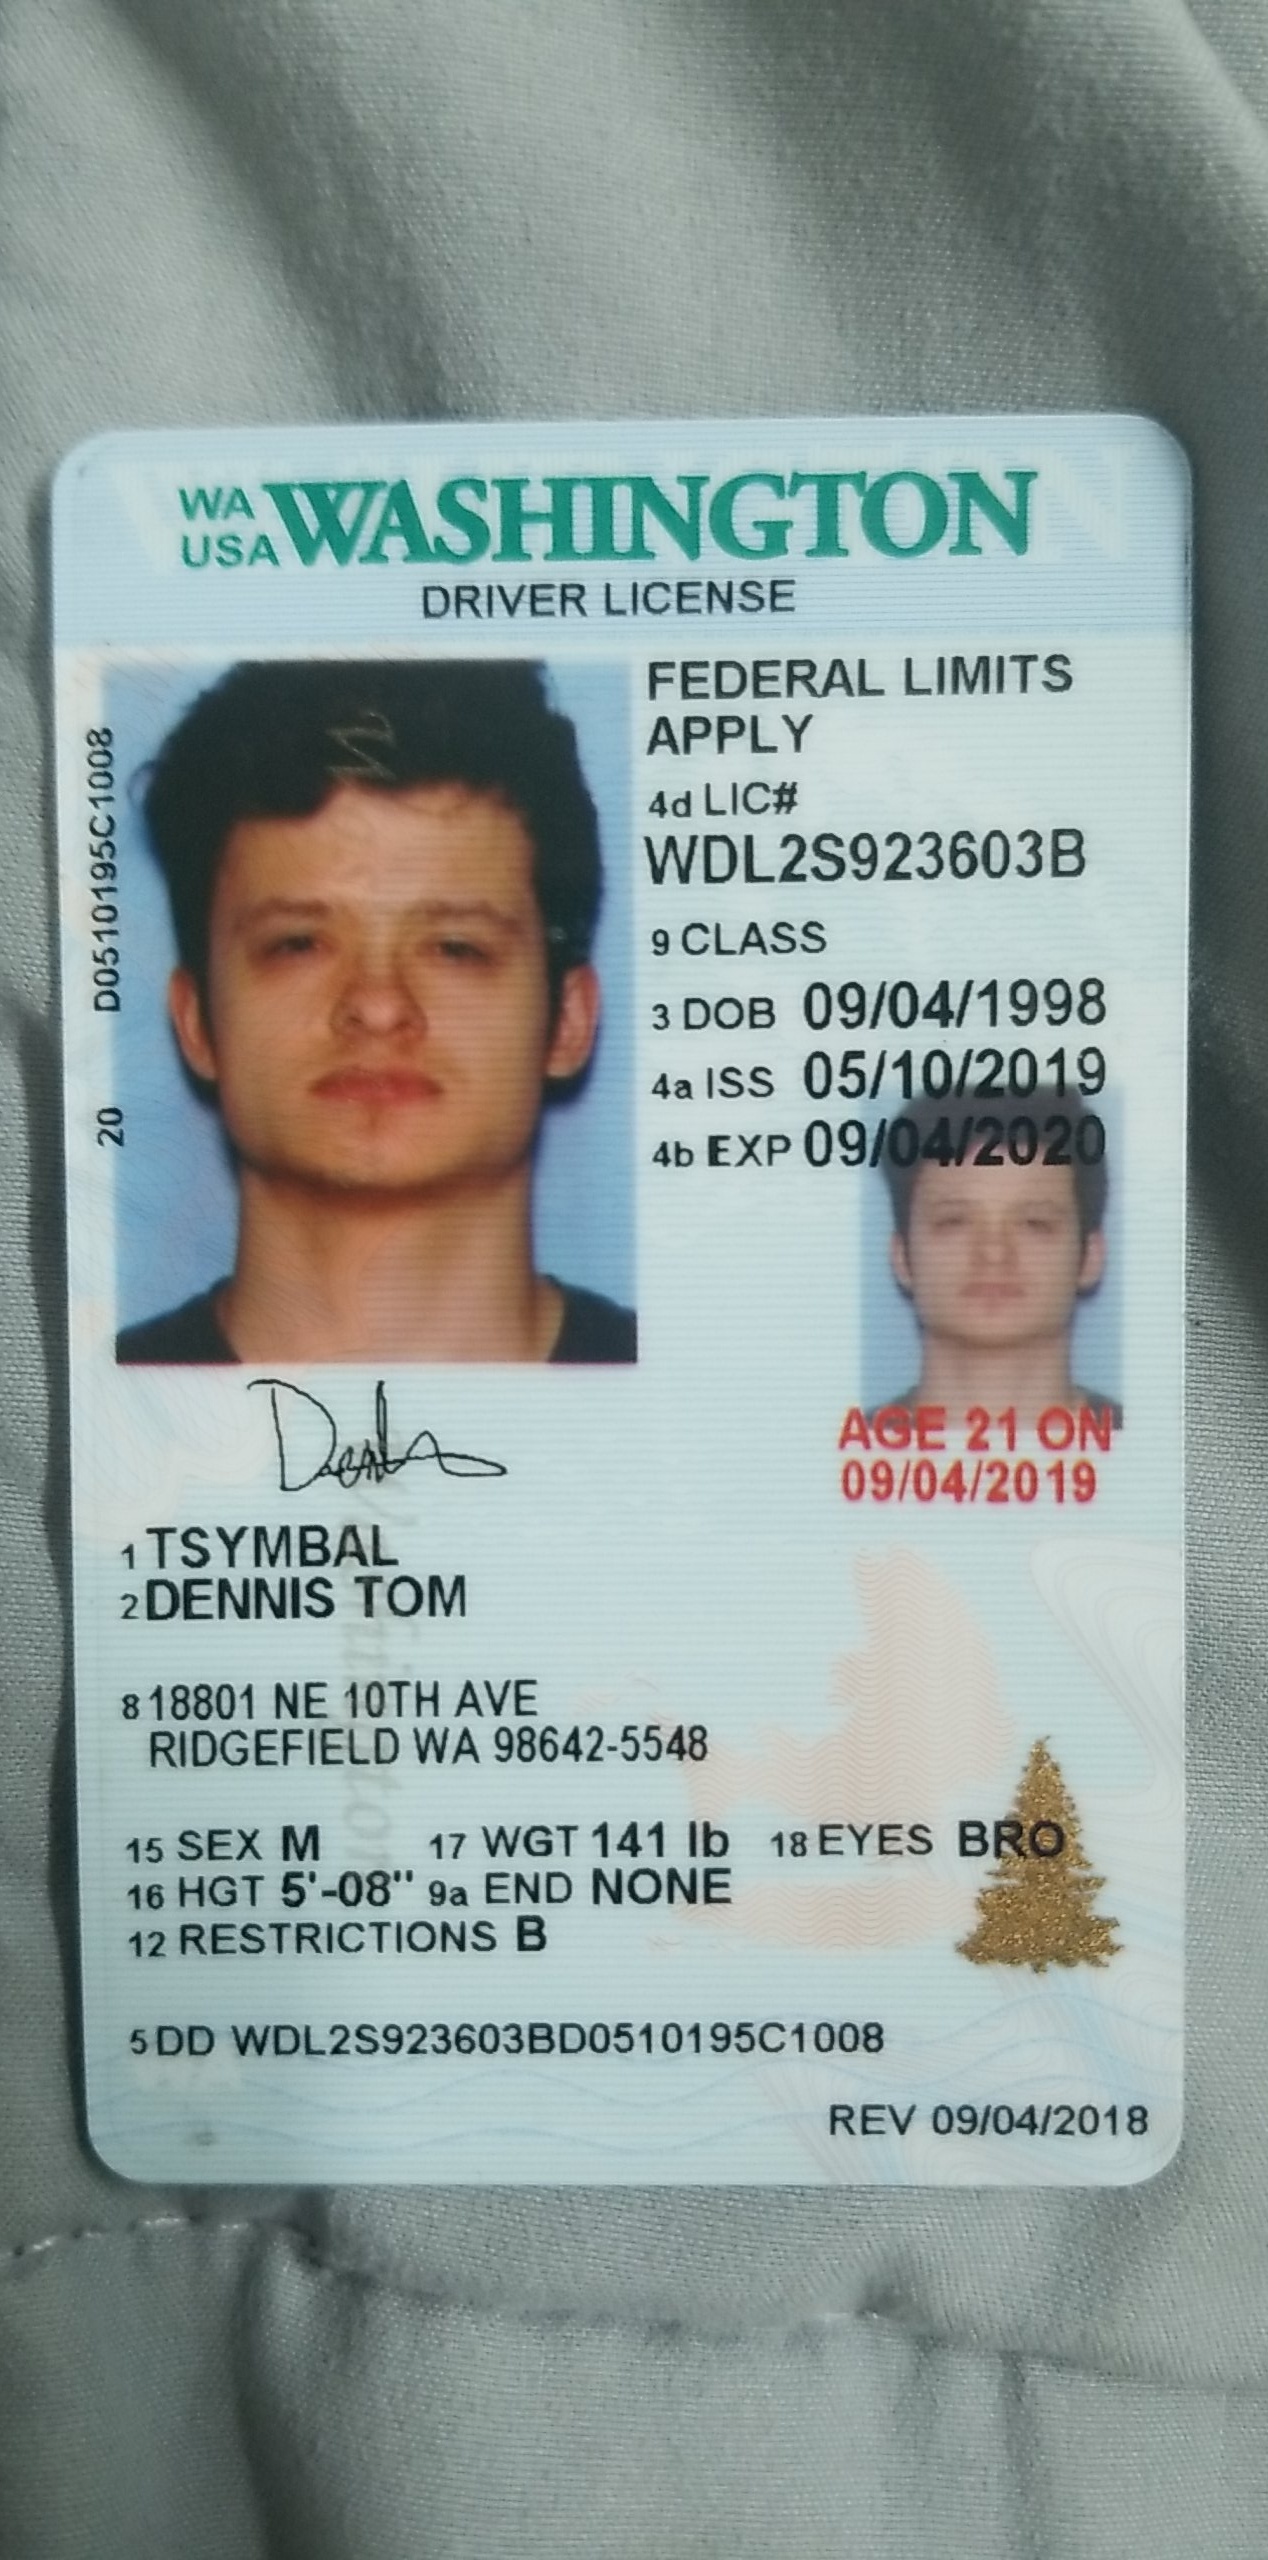 WA WASHINGTON
USA
DRIVER LICENSE
FEDERAL LIMITS
APPLY
4d LIC#
WDL2S923603B
9 CLASS
3 DOB 09/04/1998
4a ISS 05/10/2019
4b EXP 09/04/2020
D0510195C1008
20
AGE 21 ON
09/04/2019
1 TSYMBAL
2 DENNIS TOM
8 18801 NE 10TH AVE
RIDGEFIELD WA 98642-5548
15 SEX M 17 WGT 141 lb 18 EYES BRO
16 HGT 5'-08" 9a END NONE
12 RESTRICTIONS B
5 DD WDL2S923603BD0510195C1008
REV 09/04/2018